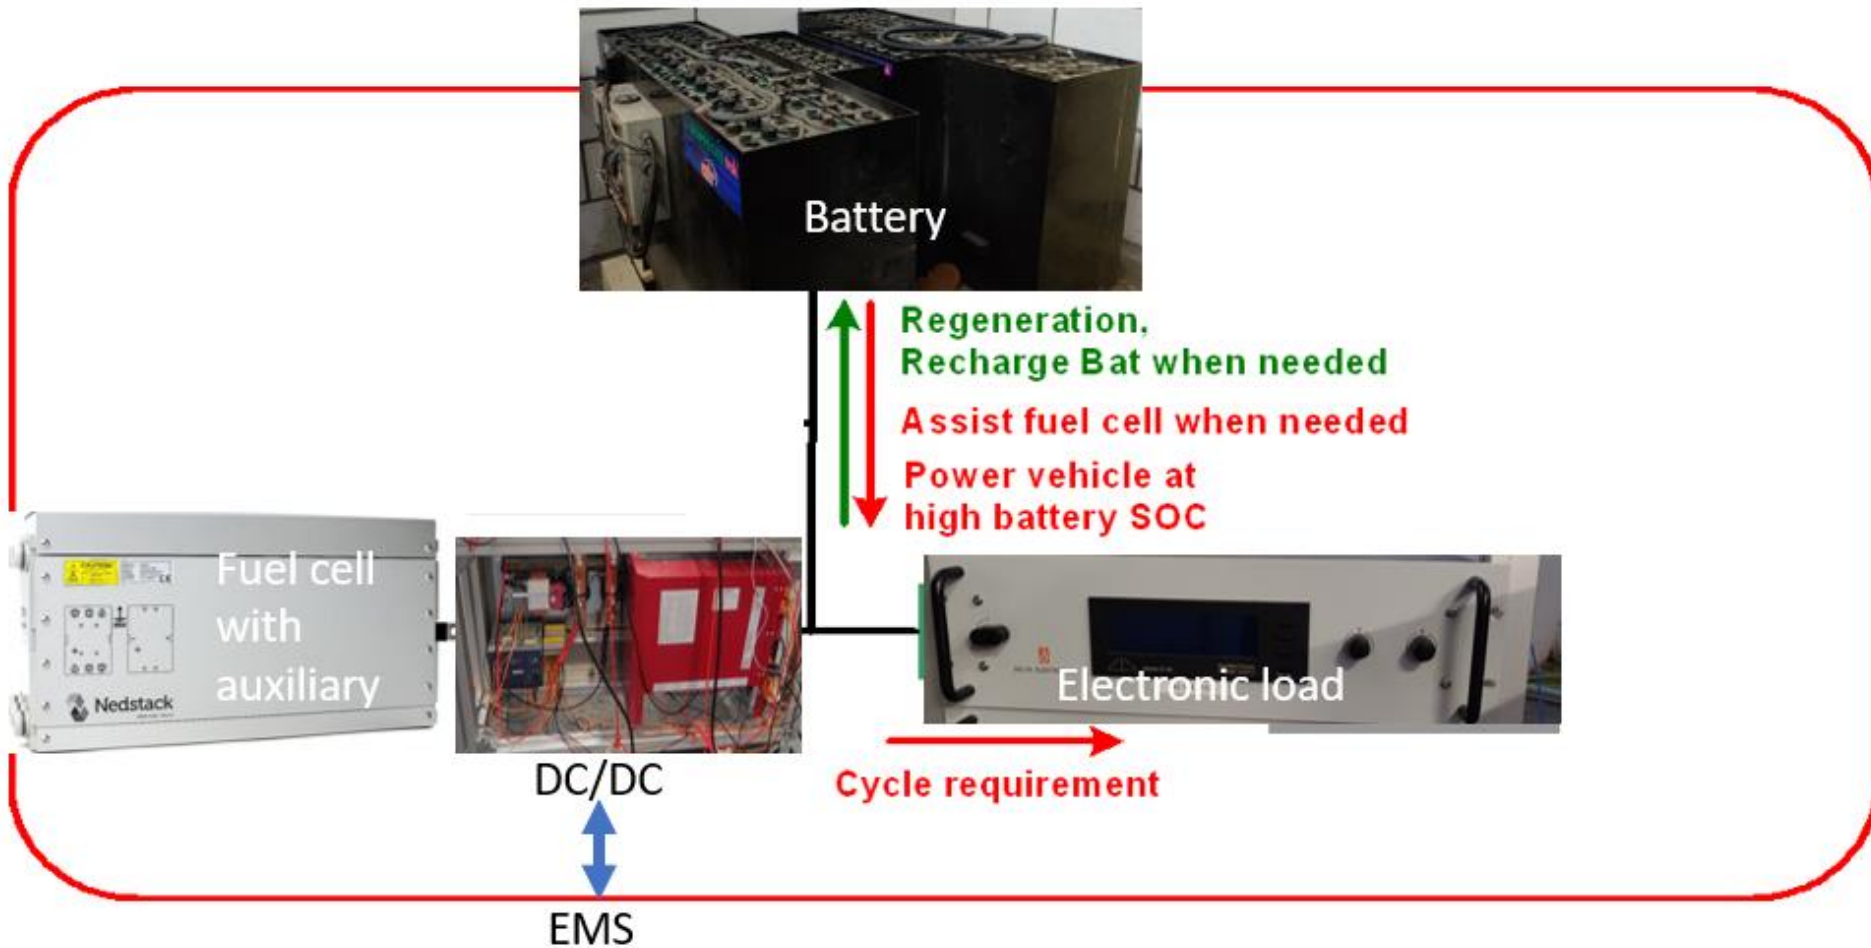 Battery
Regeneration,
Recharge Bat when needed
Assist fuel cell when needed
Power vehicle at
high battery SOC
Fuel cell
with
auxiliary
Nedstack
Electronic load
DC/DC
Cycle requirement
EMS